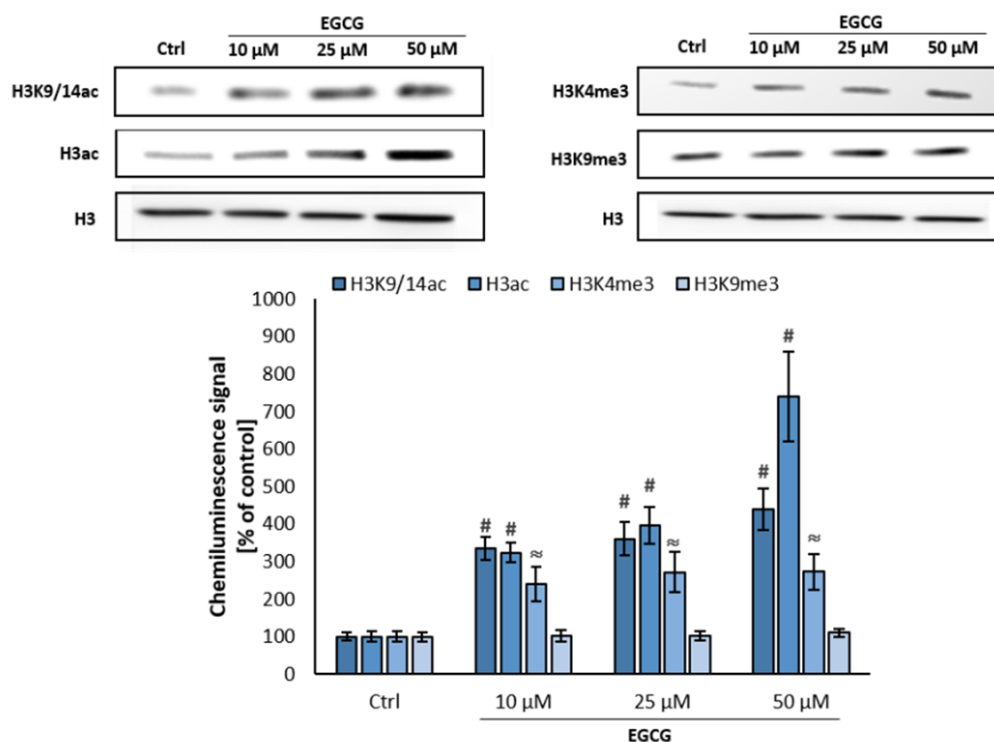 EGCG
Ctrl 10 µM 25 µM 50 µM
H3K9/14ac
H3ac
H3
EGCG
Ctrl 10 µM 25 µM 50 µM
H3K4me3
H3K9me3
H3
H3K9/14ac H3ac H3K4me3 H3K9me3
Chemiluminescence signal
[% of control]
1000
900
800
700
600
500
400
300
200
100
0
# # ≈
# # ≈
# # ≈
Ctrl 10 µM 25 µM 50 µM
EGCG